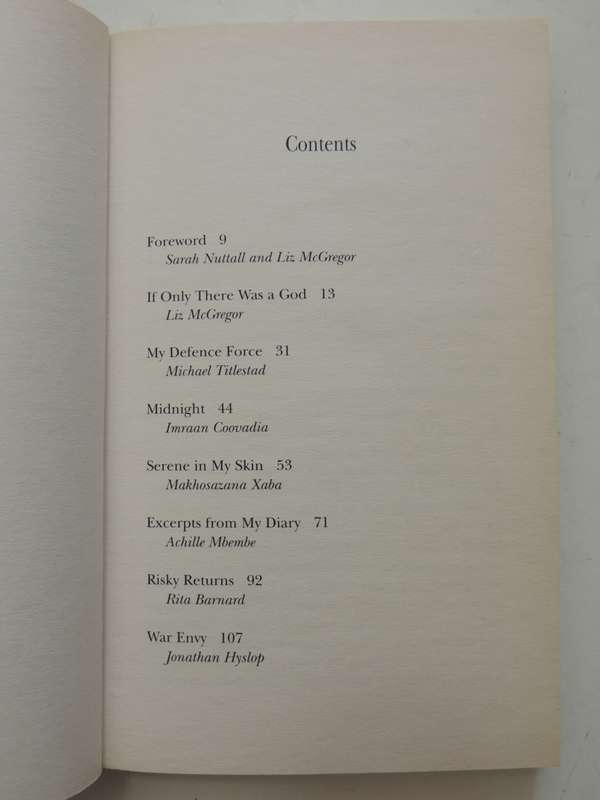 Contents
Foreword 9
Sarah Nuttall and Liz McGregor
If Only There Was a God 13
Liz McGregor
My Defence Force 31
Michael Titlestad
Midnight 44
Imraan Coovadia
Serene in My Skin 53
Makhosazana Xaba
Excerpts from My Diary 71
Achille Mbembe
Risky Returns 92
Rita Barnard
War Envy 107
Jonathan Hyslop